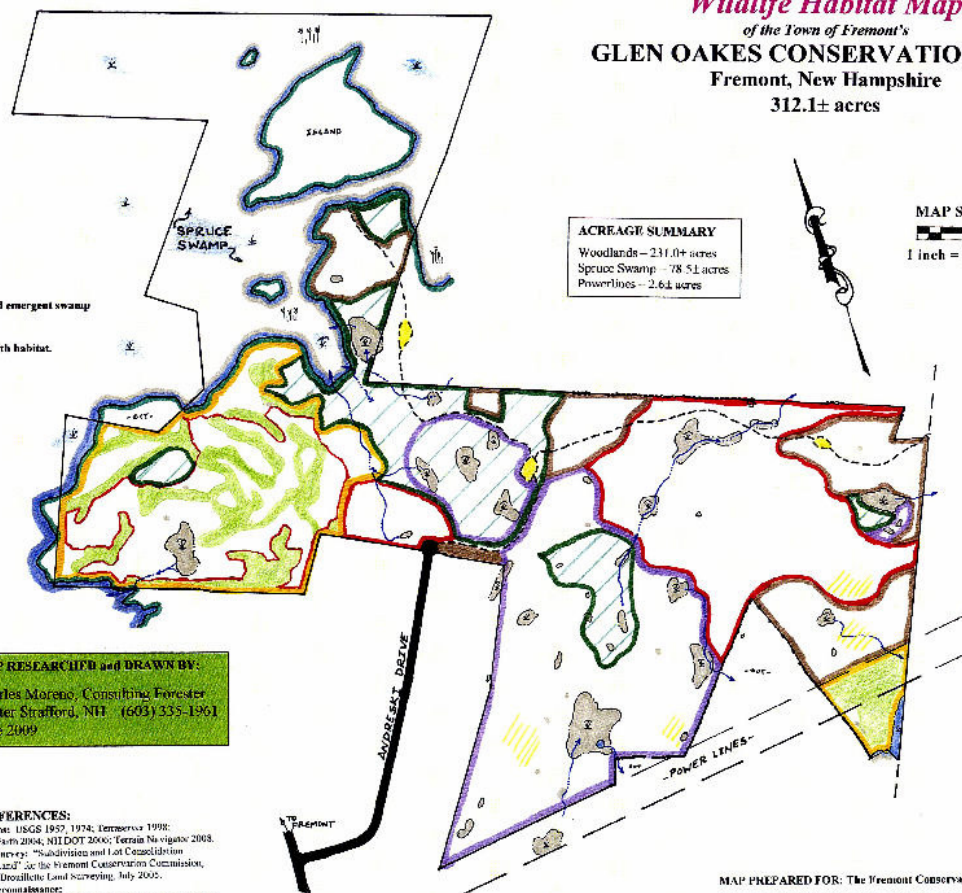 Wildlife Habitat Map
of the Town of Fremont's
GLEN OAKES CONSERVATIO
Fremont, New Hampshire
312.1± acres
ISLAND
SPRUCE
SWAMP
ACREAGE SUMMARY
Woodlands – 231.0± acres
Spruce Swamp – 78.5± acres
Powerlines – 2.6± acres
MAP S
1 inch =
emergent swamp
th habitat.
P RESEARCHED and DRAWN BY:
rles Moreno, Consulting Forester
ter Strafford, NH (603) 335-1961
2009
ANDRESKI DRIVE
-POWER LINES-
TO
FREMONT
FERENCES:
USGS 1957, 1974; Terraserver 1998;
Earth 2004; NH DOT 2006; Terrain Navigator 2008.
urvey: "Subdivision and Lot Consolidation
Land" for the Fremont Conservation Commission,
Drouillette Land Surveying, July 2005.
connaissance:
MAP PREPARED FOR: The Fremont Conserva